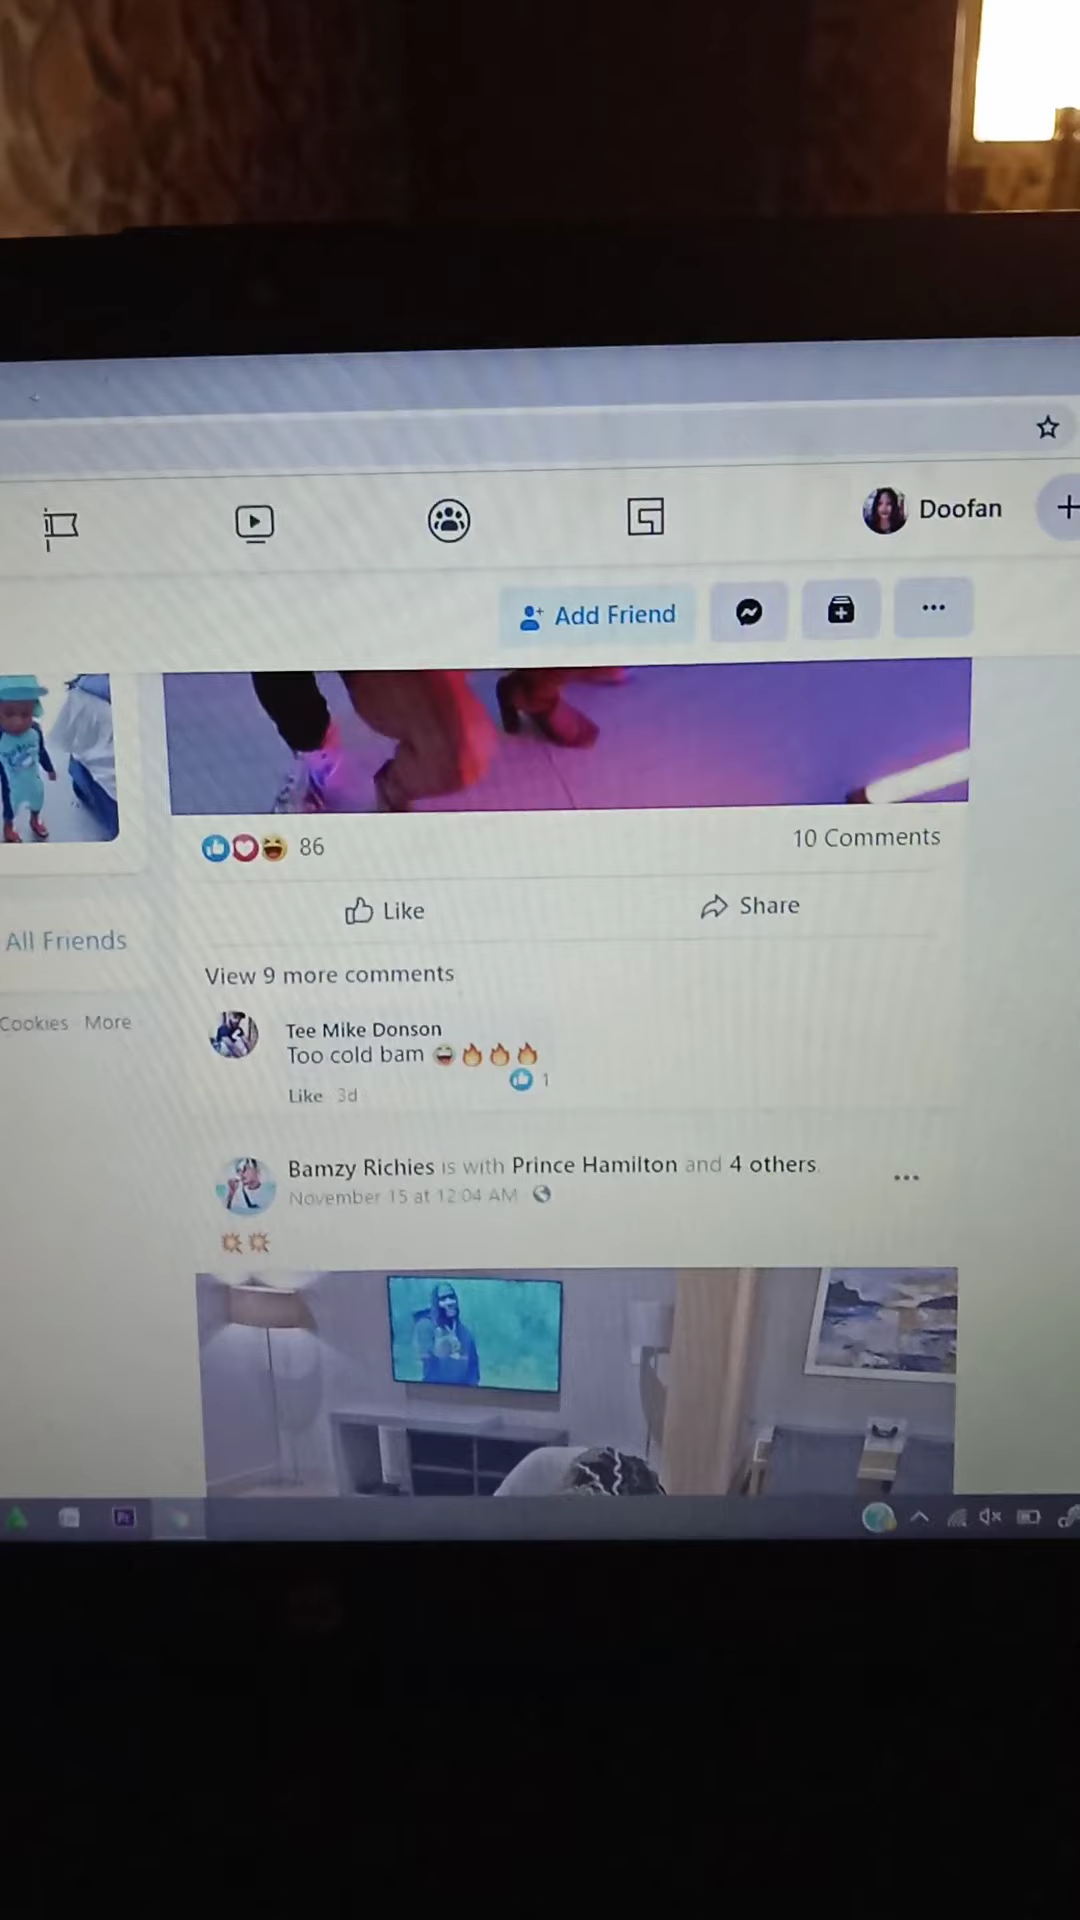 Doofan
Add Friend
86
10 Comments
Like
Share
All Friends
View 9 more comments
Cookies · More
Tee Mike Donson
Too cold bam 😂🔥🔥🔥
1
Like 3d
Bamzy Richies is with Prince Hamilton and 4 others.
November 15 at 12:04 AM
💥💥
Pr